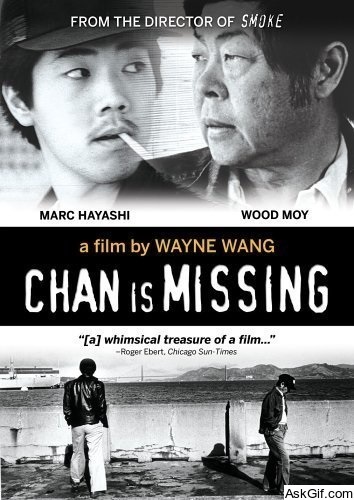 FROM THE DIRECTOR OF SMOKE
MARC HAYASHI WOOD MOY
a film by WAYNE WANG
CHAN IS MISSING
“[a] whimsical treasure of a film...”
–Roger Ebert, Chicago Sun-Times
AskGif.com